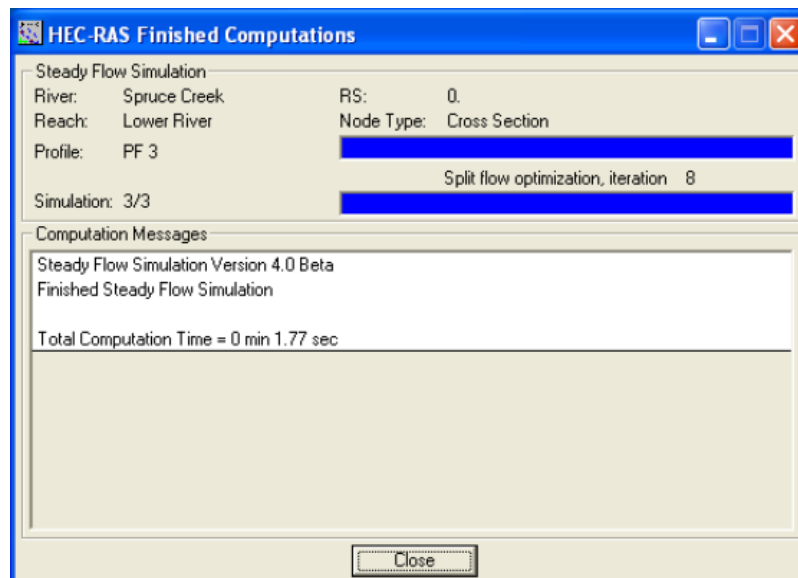 HEC-RAS Finished Computations
Steady Flow Simulation
River: Spruce Creek RS: 0.
Reach: Lower River Node Type: Cross Section
Profile: PF 3
Split flow optimization, iteration 8
Simulation: 3/3
Computation Messages
Steady Flow Simulation Version 4.0 Beta
Finished Steady Flow Simulation
Total Computation Time = 0 min 1.77 sec
Close